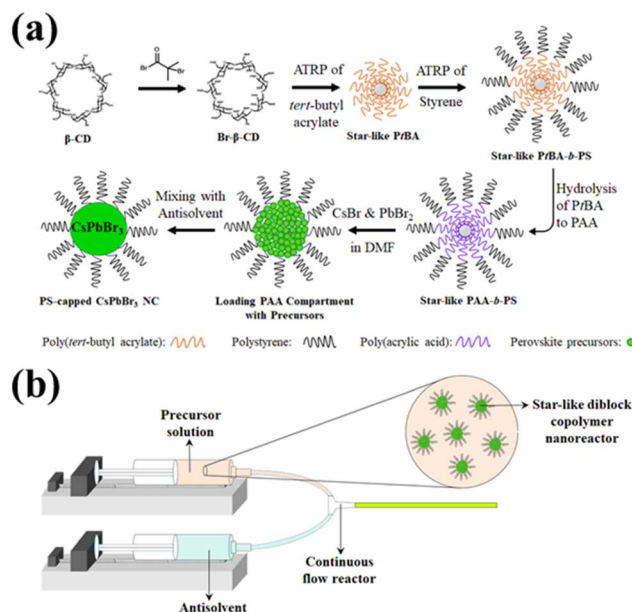 (a)
ATRP of
tert-butyl
acrylate
ATRP of
Styrene
β-CD
Br-β-CD
Star-like PtBA
Star-like PtBA-b-PS
Hydrolysis
of PtBA
to PAA
Mixing with
Antisolvent
CsBr & PbBr2
in DMF
CsPbBr3
PS-capped CsPbBr3 NC
Loading PAA Compartment
with Precursors
Star-like PAA-b-PS
Poly(tert-butyl acrylate):
Polystyrene:
Poly(acrylic acid):
Perovskite precursors:
(b)
Precursor
solution
Star-like diblock
copolymer
nanoreactor
Continuous
flow reactor
Antisolvent